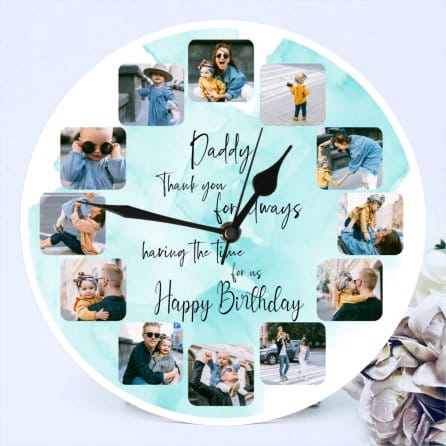 Daddy
Thank you
for always
having the time
for us
Happy Birthday